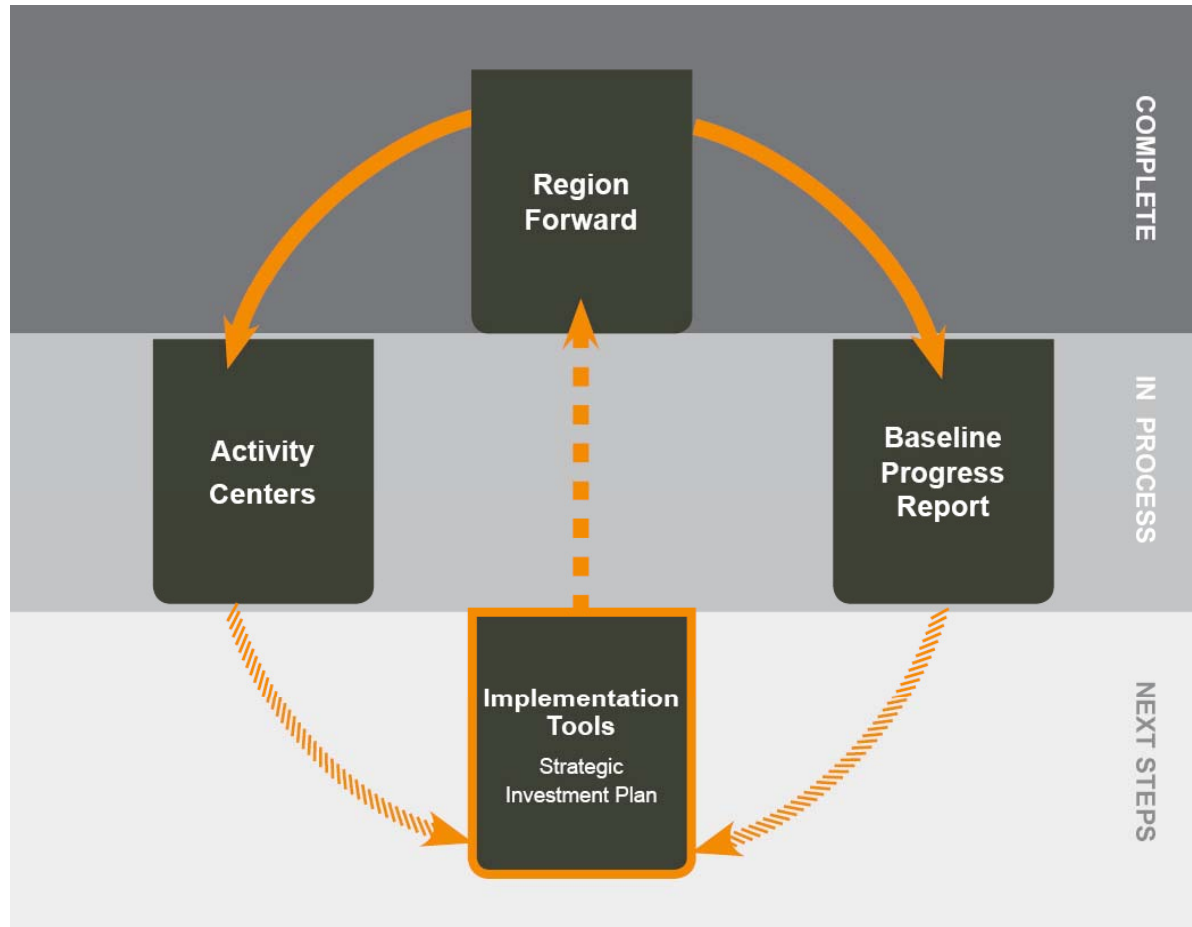 Region
Forward
COMPLETE
Activity
Centers
Baseline
Progress
Report
IN PROCESS
Implementation
Tools
Strategic
Investment Plan
NEXT STEPS